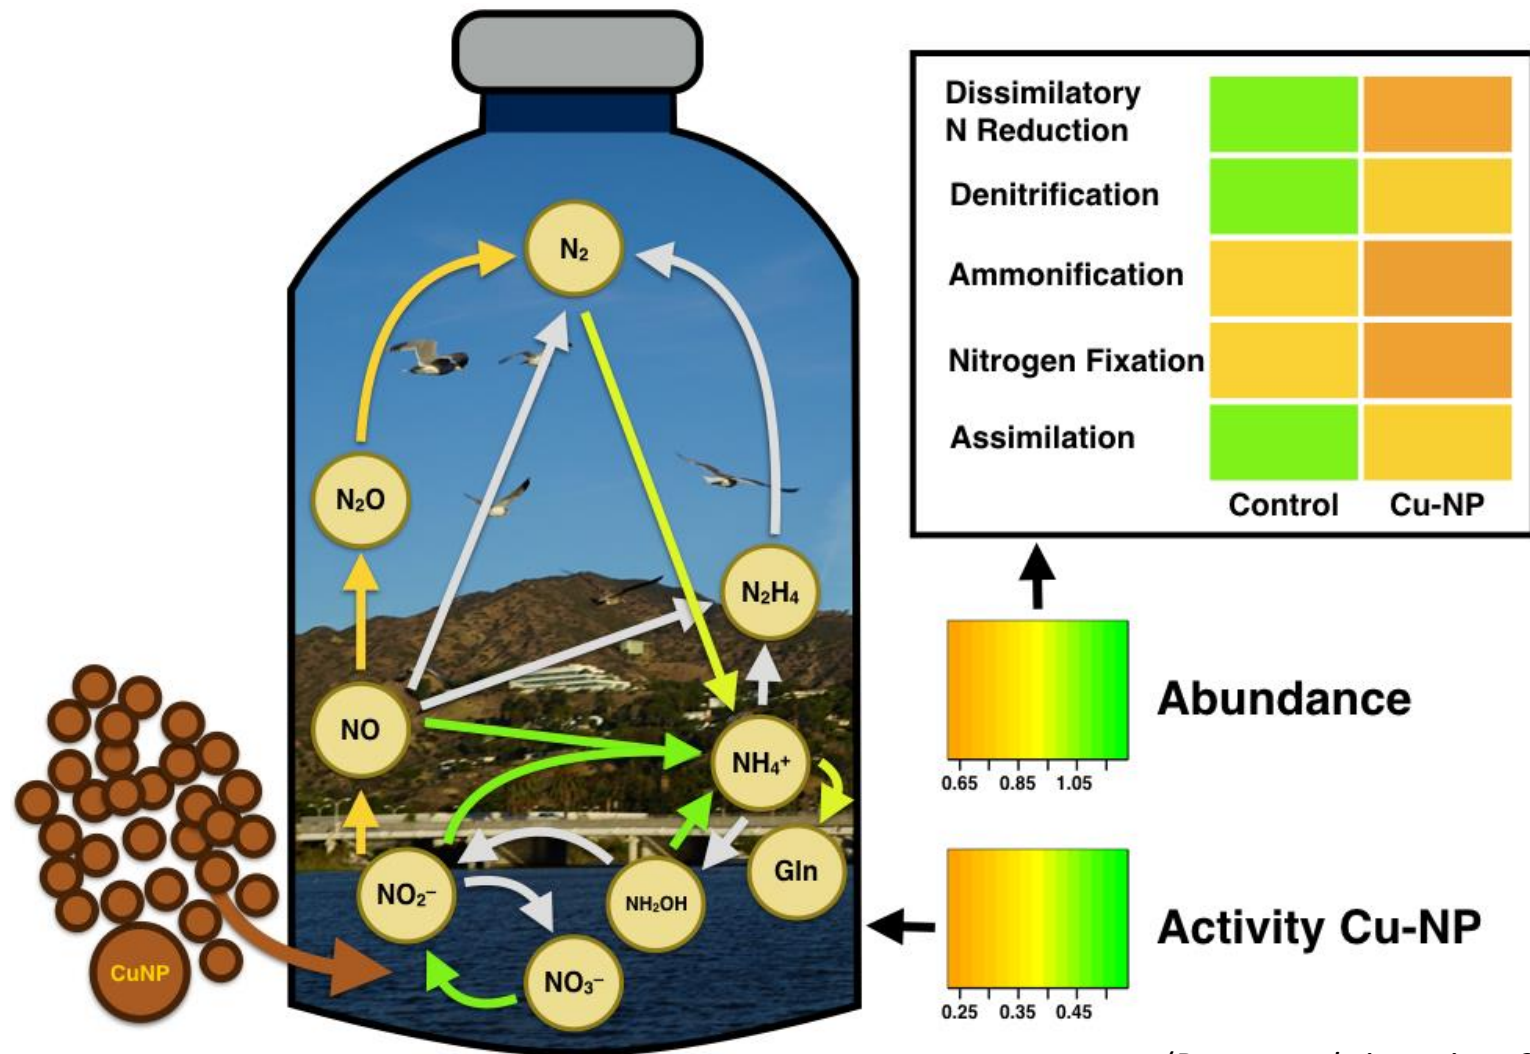 Dissimilatory
N Reduction
Denitrification
Ammonification
Nitrogen Fixation
Assimilation
Control Cu-NP
N₂
N₂O
N₂H₄
NO
NH₄⁺
Gln
NO₂⁻
NH₂OH
NO₃⁻
CuNP
0.65 0.85 1.05
Abundance
0.25 0.35 0.45
Activity Cu-NP